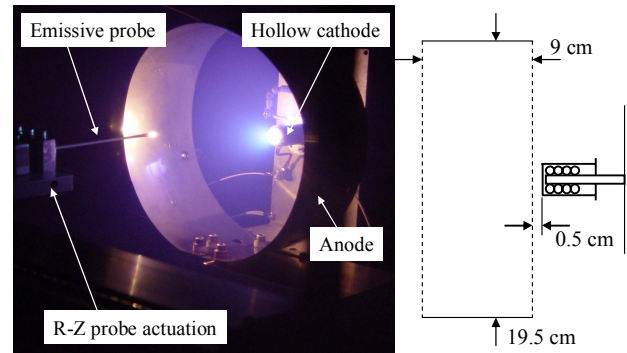 Emissive probe
Hollow cathode
Anode
R-Z probe actuation
9 cm
0.5 cm
19.5 cm